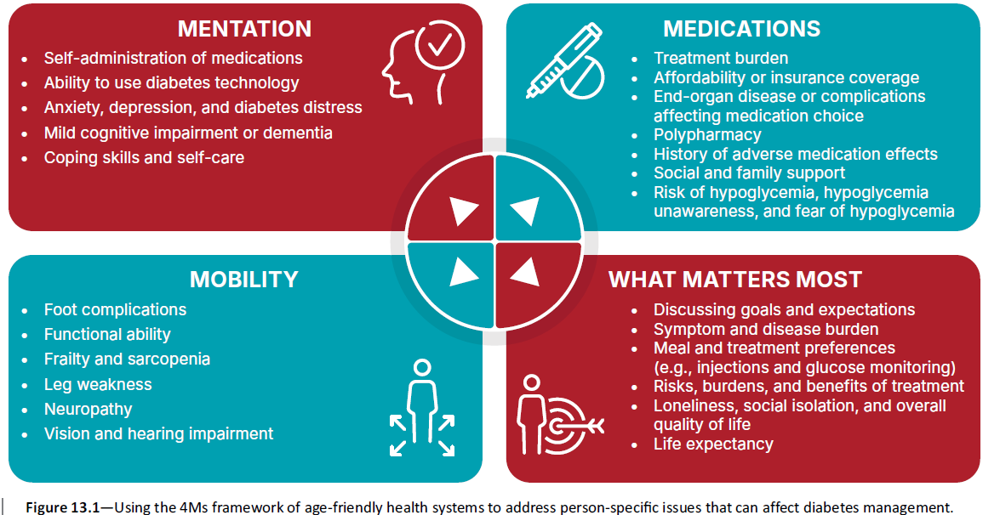 MENTATION
• Self-administration of medications
• Ability to use diabetes technology
• Anxiety, depression, and diabetes distress
• Mild cognitive impairment or dementia
• Coping skills and self-care
MEDICATIONS
• Treatment burden
• Affordability or insurance coverage
• End-organ disease or complications
affecting medication choice
• Polypharmacy
• History of adverse medication effects
• Social and family support
• Risk of hypoglycemia, hypoglycemia
unawareness, and fear of hypoglycemia
MOBILITY
• Foot complications
• Functional ability
• Frailty and sarcopenia
• Leg weakness
• Neuropathy
• Vision and hearing impairment
WHAT MATTERS MOST
• Discussing goals and expectations
• Symptom and disease burden
• Meal and treatment preferences
(e.g., injections and glucose monitoring)
• Risks, burdens, and benefits of treatment
• Loneliness, social isolation, and overall
quality of life
• Life expectancy
Figure 13.1—Using the 4Ms framework of age-friendly health systems to address person-specific issues that can affect diabetes management.